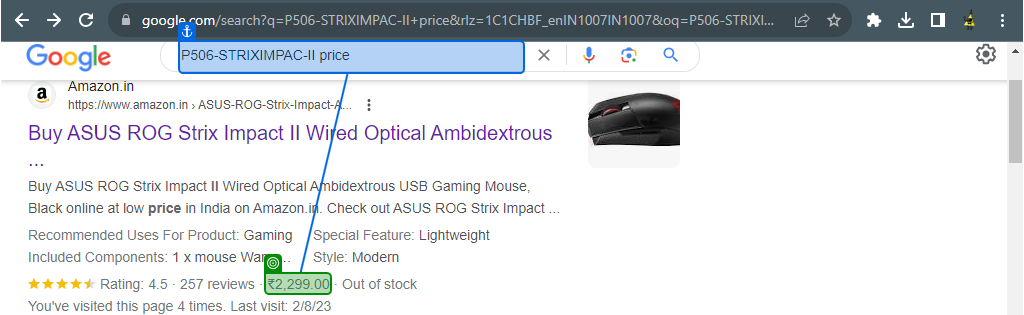 google.com/search?q=P506-STRIXIMPAC-II+price&rlz=1C1CHBF_enIN1007IN1007&oq=P506-STRIXI...
Google
P506-STRIXIMPAC-II price
a
Amazon.in
https://www.amazon.in › ASUS-ROG-Strix-Impact-A...
Buy ASUS ROG Strix Impact II Wired Optical Ambidextrous
...
Buy ASUS ROG Strix Impact II Wired Optical Ambidextrous USB Gaming Mouse,
Black online at low price in India on Amazon.in. Check out ASUS ROG Strix Impact ...
Recommended Uses For Product: Gaming Special Feature: Lightweight
Included Components: 1 x mouse ... Style: Modern
Rating: 4.5 · 257 reviews · ₹2,299.00 · Out of stock
You've visited this page 4 times. Last visit: 2/8/23